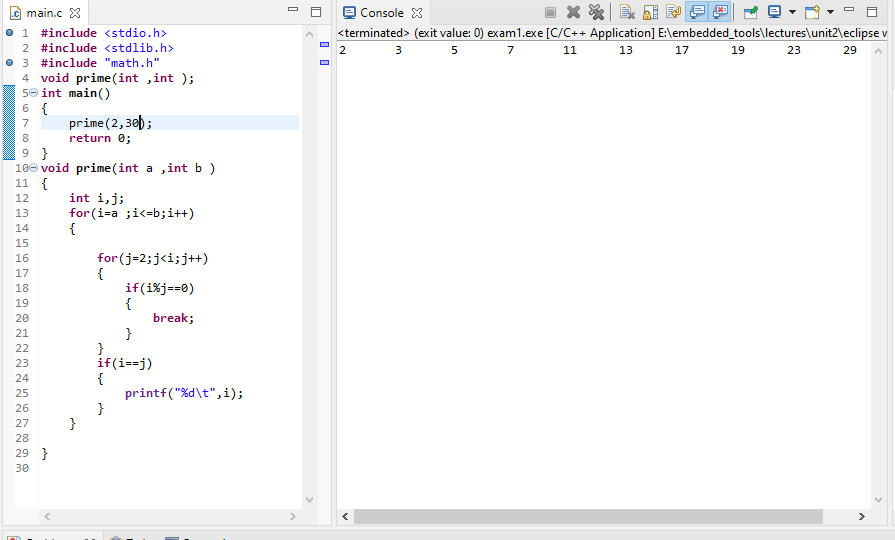 main.c
Console
<terminated> (exit value: 0) exam1.exe [C/C++ Application] E:\embedded_tools\lectures\unit2\eclipse w
2 3 5 7 11 13 17 19 23 29
1 #include <stdio.h>
2 #include <stdlib.h>
3 #include "math.h"
4 void prime(int ,int );
5 int main()
6 {
7 prime(2,30);
8 return 0;
9 }
10 void prime(int a ,int b )
11 {
12 int i,j;
13 for(i=a ;i<=b;i++)
14 {
15
16 for(j=2;j<i;j++)
17 {
18 if(i%j==0)
19 {
20 break;
21 }
22 }
23 if(i==j)
24 {
25 printf("%d\t",i);
26 }
27 }
28
29 }
30